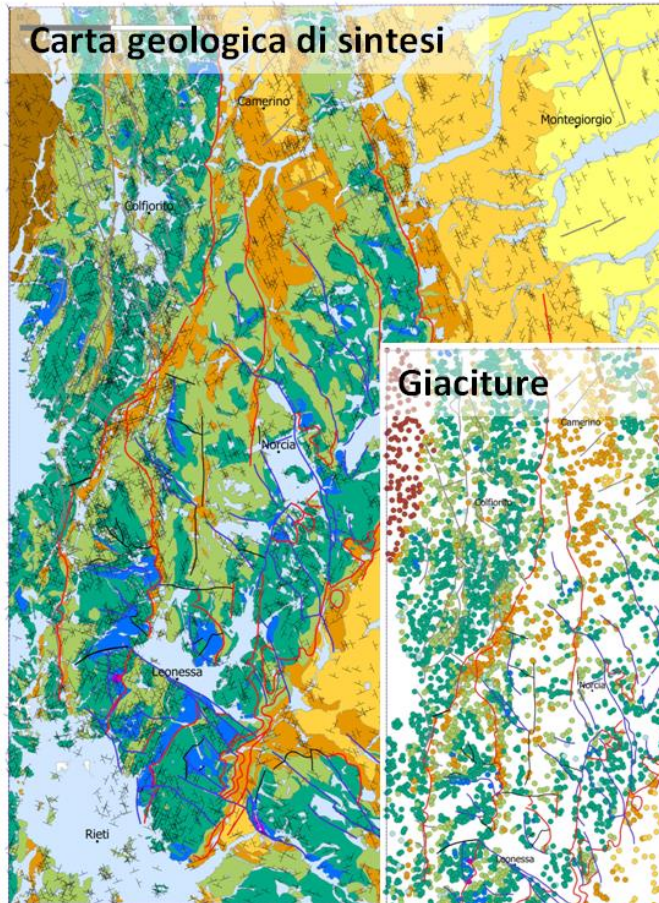 Carta geologica di sintesi
Camerino
Montegiorgio
Colfiorito
Norcia
Leonessa
Rieti
Giaciture
Camerino
Colfiorito
Norcia
Leonessa